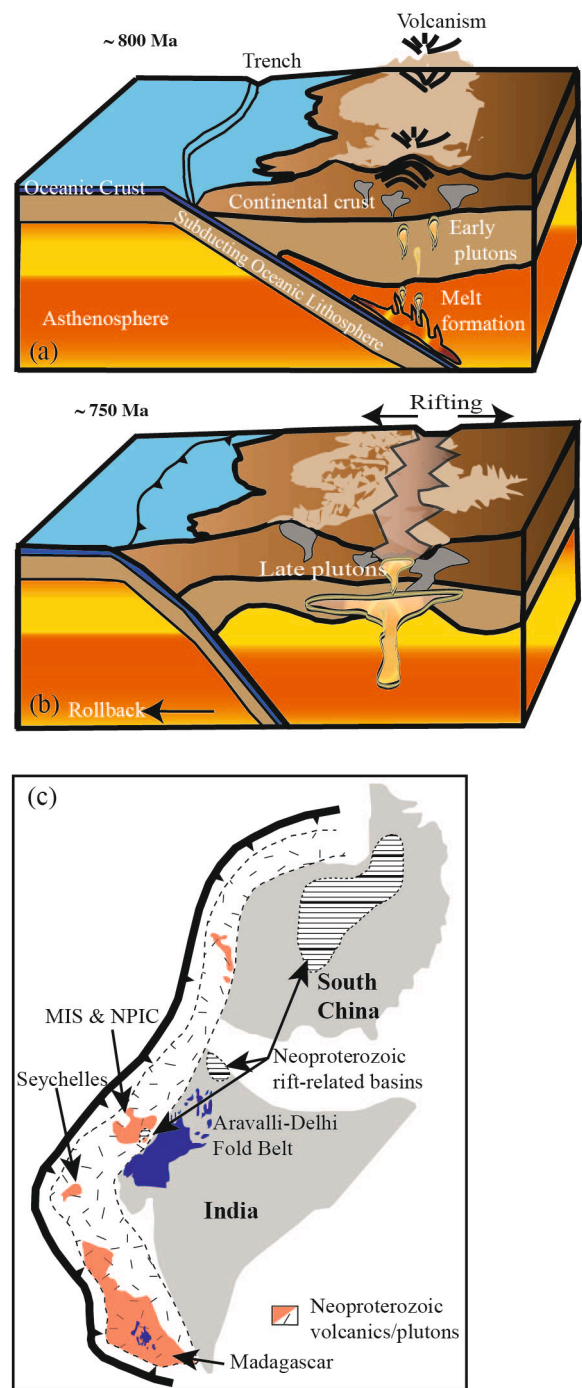 ~ 800 Ma
Volcanism
Trench
Oceanic Crust
Continental crust
Subducting Oceanic Lithosphere
Early
plutons
Melt
formation
Asthenosphere
(a)
~ 750 Ma
Rifting
Late plutons
(b)
Rollback
(c)
South
China
MIS & NPIC
Neoproterozoic
rift-related basins
Seychelles
Aravalli-Delhi
Fold Belt
India
Neoproterozoic
volcanics/plutons
Madagascar